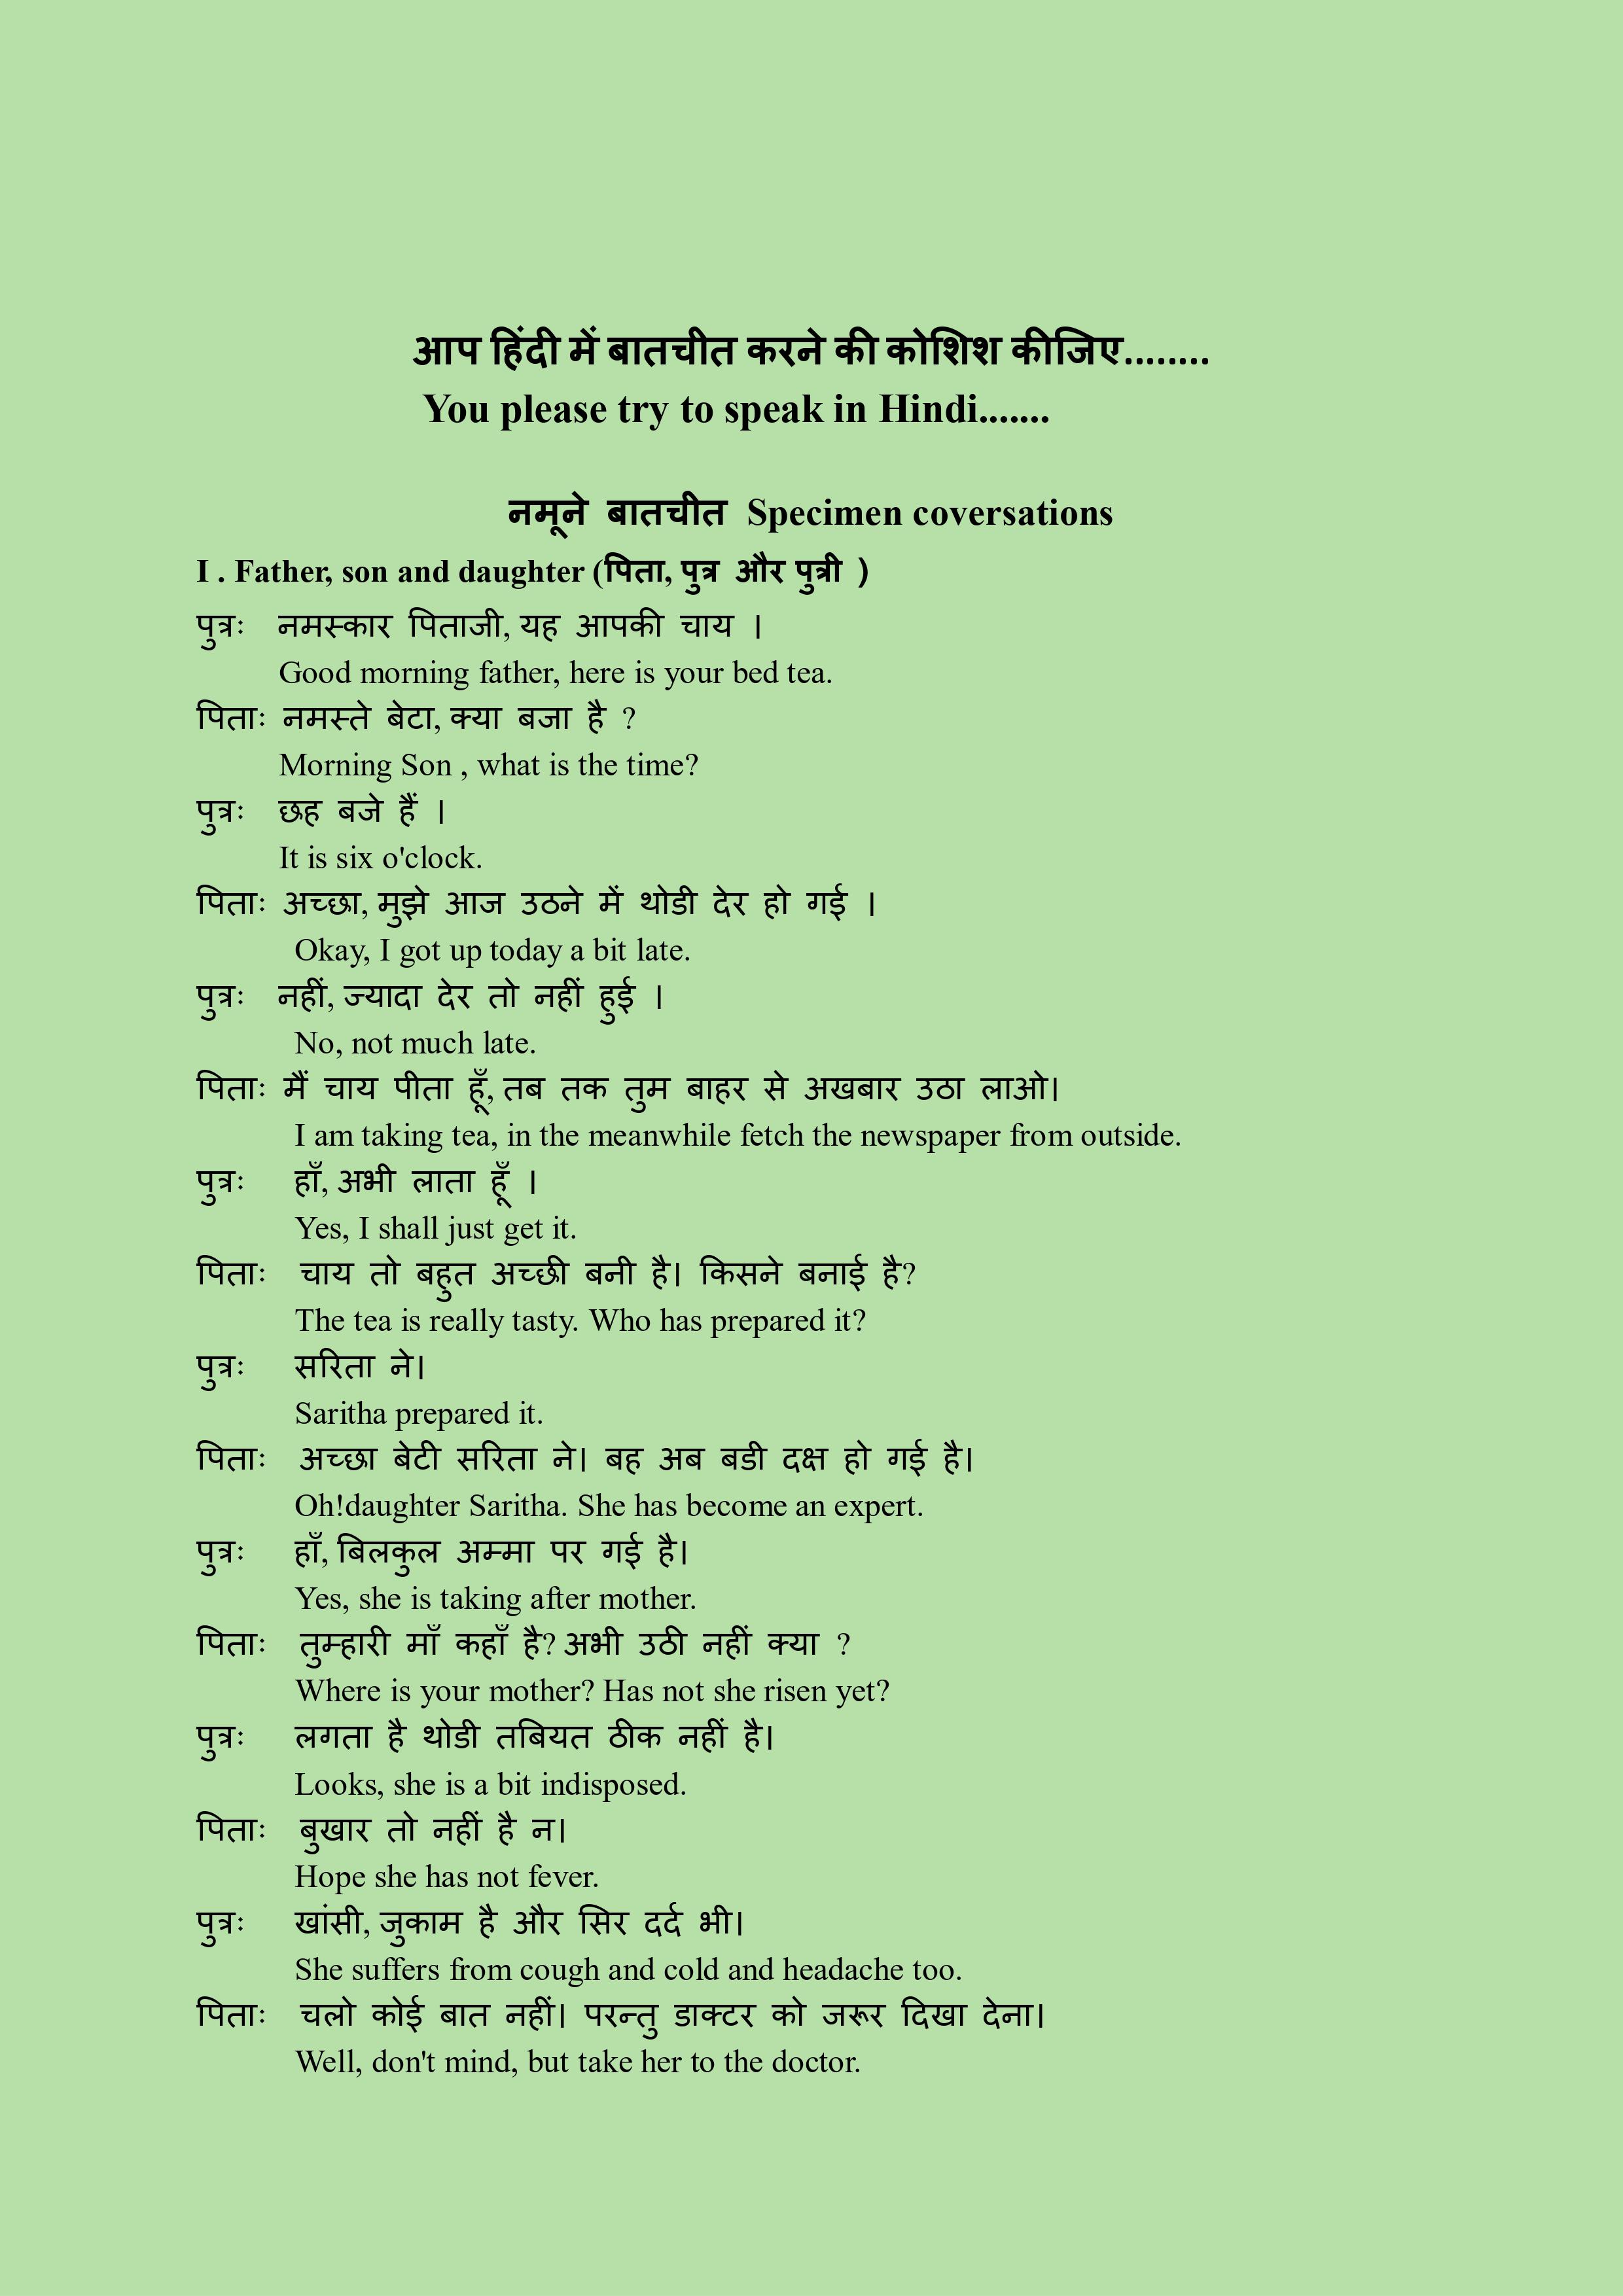 आप हिंदी में बातचीत करने की कोशिश कीजिए........
You please try to speak in Hindi.......
नमूने बातचीत Specimen coversations
I . Father, son and daughter (पिता, पुत्र और पुत्री )
पुत्रः नमस्कार पिताजी, यह आपकी चाय ।
Good morning father, here is your bed tea.
पिताः नमस्ते बेटा, क्या बजा है ?
Morning Son , what is the time?
पुत्रः छह बजे हैं ।
It is six o'clock.
पिताः अच्छा, मुझे आज उठने में थोडी देर हो गई ।
Okay, I got up today a bit late.
पुत्रः नहीं, ज्यादा देर तो नहीं हुई ।
No, not much late.
पिताः मैं चाय पीता हूँ, तब तक तुम बाहर से अखबार उठा लाओ।
I am taking tea, in the meanwhile fetch the newspaper from outside.
पुत्रः हाँ, अभी लाता हूँ ।
Yes, I shall just get it.
पिताः चाय तो बहुत अच्छी बनी है। किसने बनाई है?
The tea is really tasty. Who has prepared it?
पुत्रः सरिता ने।
Saritha prepared it.
पिताः अच्छा बेटी सरिता ने। बह अब बडी दक्ष हो गई है।
Oh!daughter Saritha. She has become an expert.
पुत्रः हाँ, बिलकुल अम्मा पर गई है।
Yes, she is taking after mother.
पिताः तुम्हारी माँ कहाँ है? अभी उठी नहीं क्या ?
Where is your mother? Has not she risen yet?
पुत्रः लगता है थोडी तबियत ठीक नहीं है।
Looks, she is a bit indisposed.
पिताः बुखार तो नहीं है न।
Hope she has not fever.
पुत्रः खांसी, जुकाम है और सिर दर्द भी।
She suffers from cough and cold and headache too.
पिताः चलो कोई बात नहीं। परन्तु डाक्टर को जरूर दिखा देना।
Well, don't mind, but take her to the doctor.